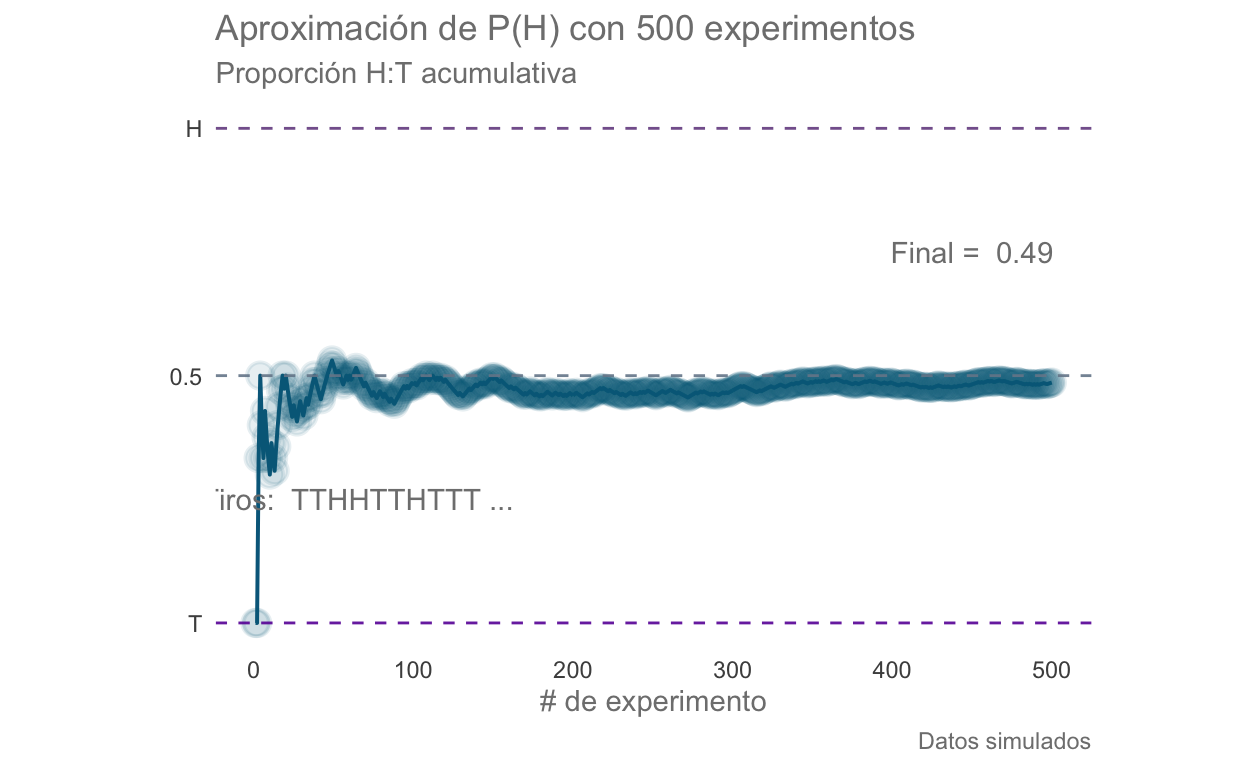 Aproximación de P(H) con 500 experimentos
Proporción H:T acumulativa
H
Final =  0.49
0.5
TTHHTTHTTT ...
T
0 100 200 300 400 500
# de experimento
Datos simulados